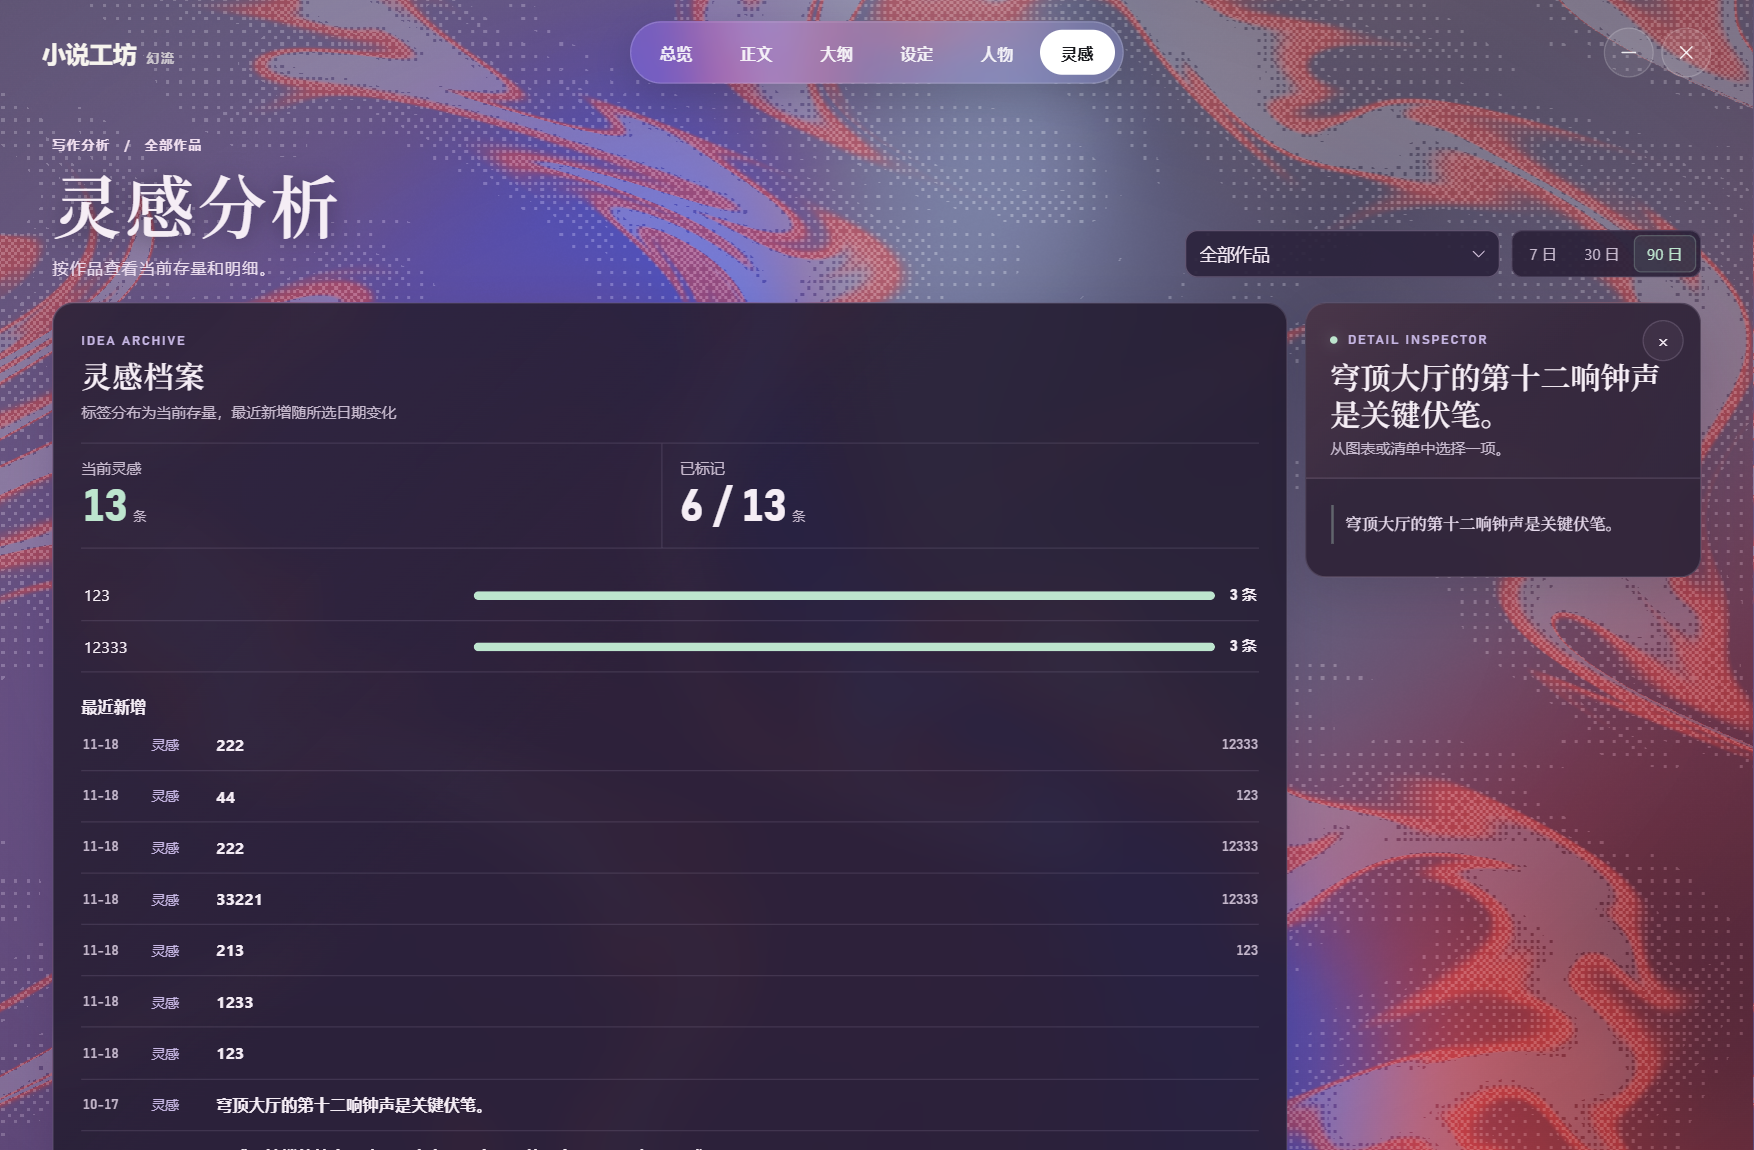 小说工坊 幻流
总览 正文 大纲 设定 人物 灵感
写作分析 / 全部作品
灵感分析
按作品查看当前存量和明细。
全部作品
7 日 30 日 90 日
IDEA ARCHIVE
灵感档案
标签分布为当前存量，最近新增随所选日期变化
当前灵感
13 条
已标记
6 / 13 条
123 3 条
12333 3 条
最近新增
11-18 灵感 222 12333
11-18 灵感 44 123
11-18 灵感 222 12333
11-18 灵感 33221 12333
11-18 灵感 213 123
11-18 灵感 1233
11-18 灵感 123
10-17 灵感 穹顶大厅的第十二响钟声是关键伏笔。
DETAIL INSPECTOR
穹顶大厅的第十二响钟声
是关键伏笔。
从图表或清单中选择一项。
穹顶大厅的第十二响钟声是关键伏笔。